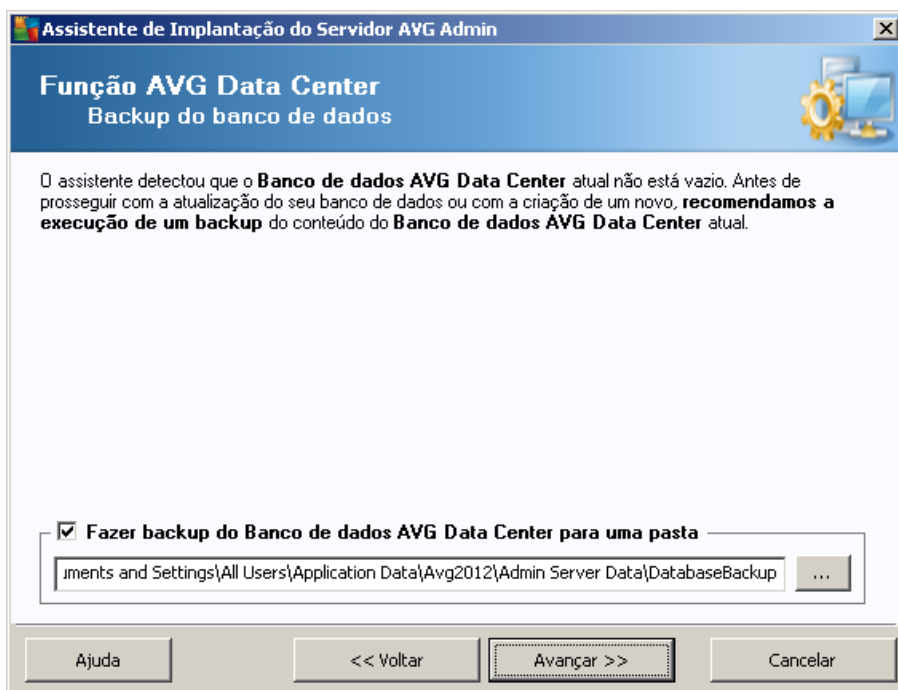 Assistente de Implantação do Servidor AVG Admin
Função AVG Data Center
Backup do banco de dados
O assistente detectou que o Banco de dados AVG Data Center atual não está vazio. Antes de
prosseguir com a atualização do seu banco de dados ou com a criação de um novo, recomendamos a
execução de um backup do conteúdo do Banco de dados AVG Data Center atual.
Fazer backup do Banco de dados AVG Data Center para uma pasta
uments and Settings\All Users\Application Data\Avg2012\Admin Server Data\DatabaseBackup
...
Ajuda
<< Voltar
Avançar >>
Cancelar